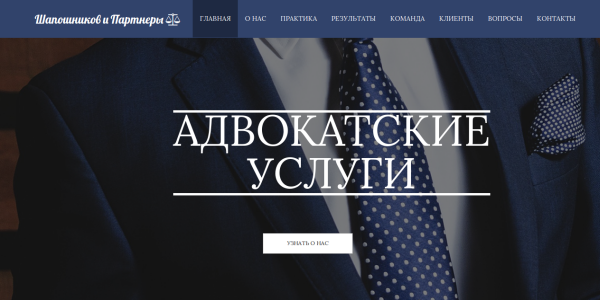 Шапошников и Партнеры
ГЛАВНАЯ О НАС ПРАКТИКА РЕЗУЛЬТАТЫ КОМАНДА КЛИЕНТЫ ВОПРОСЫ КОНТАКТЫ
АДВОКАТСКИЕ
УСЛУГИ
УЗНАТЬ О НАС